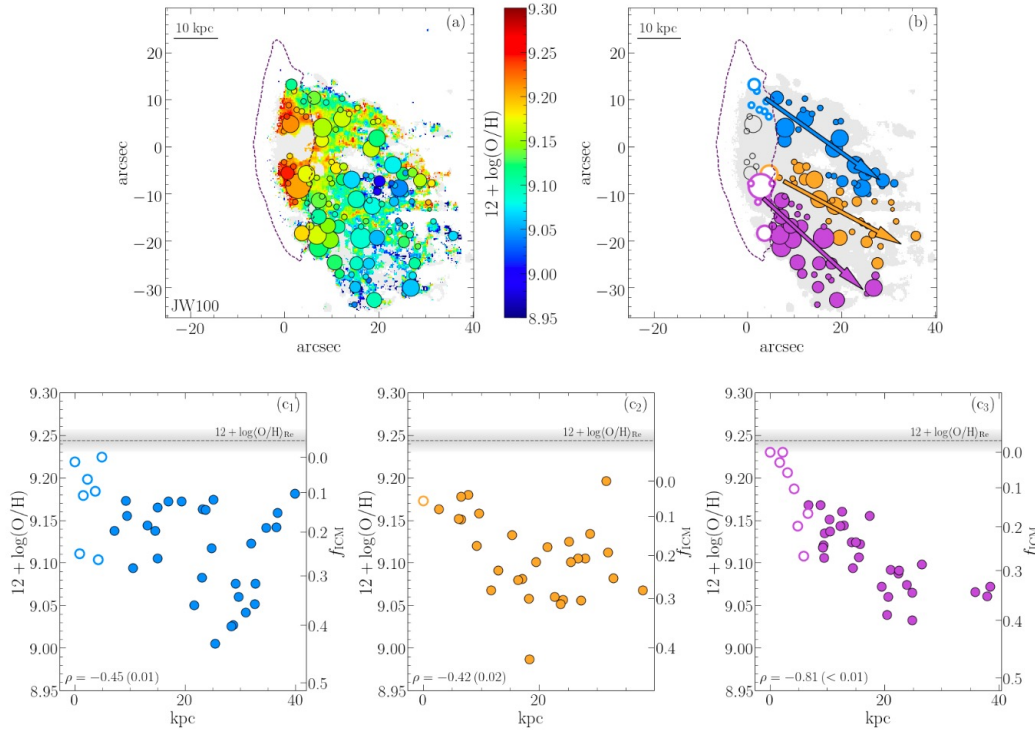 (a)
10 kpc
20
10
0
−10
−20
−30
arcsec
JW100
−20
0
20
40
arcsec
9.30
9.25
9.20
9.15
9.10
9.05
9.00
8.95
12 + log(O/H)
(b)
10 kpc
20
10
0
−10
−20
−30
arcsec
−20
0
20
40
arcsec
(c₁)
12 + log⟨O/H⟩Re
9.30
9.25
9.20
9.15
9.10
9.05
9.00
8.95
12 + log(O/H)
0.0
0.1
0.2
0.3
0.4
0.5
fICM
ρ = −0.45 (0.01)
0
20
40
kpc
(c₂)
12 + log⟨O/H⟩Re
9.30
9.25
9.20
9.15
9.10
9.05
9.00
8.95
12 + log(O/H)
0.0
0.1
0.2
0.3
0.4
fICM
ρ = −0.42 (0.02)
0
20
kpc
(c₃)
12 + log⟨O/H⟩Re
9.30
9.25
9.20
9.15
9.10
9.05
9.00
8.95
12 + log(O/H)
0.0
0.1
0.2
0.3
0.4
0.5
fICM
ρ = −0.81 (< 0.01)
0
20
40
kpc